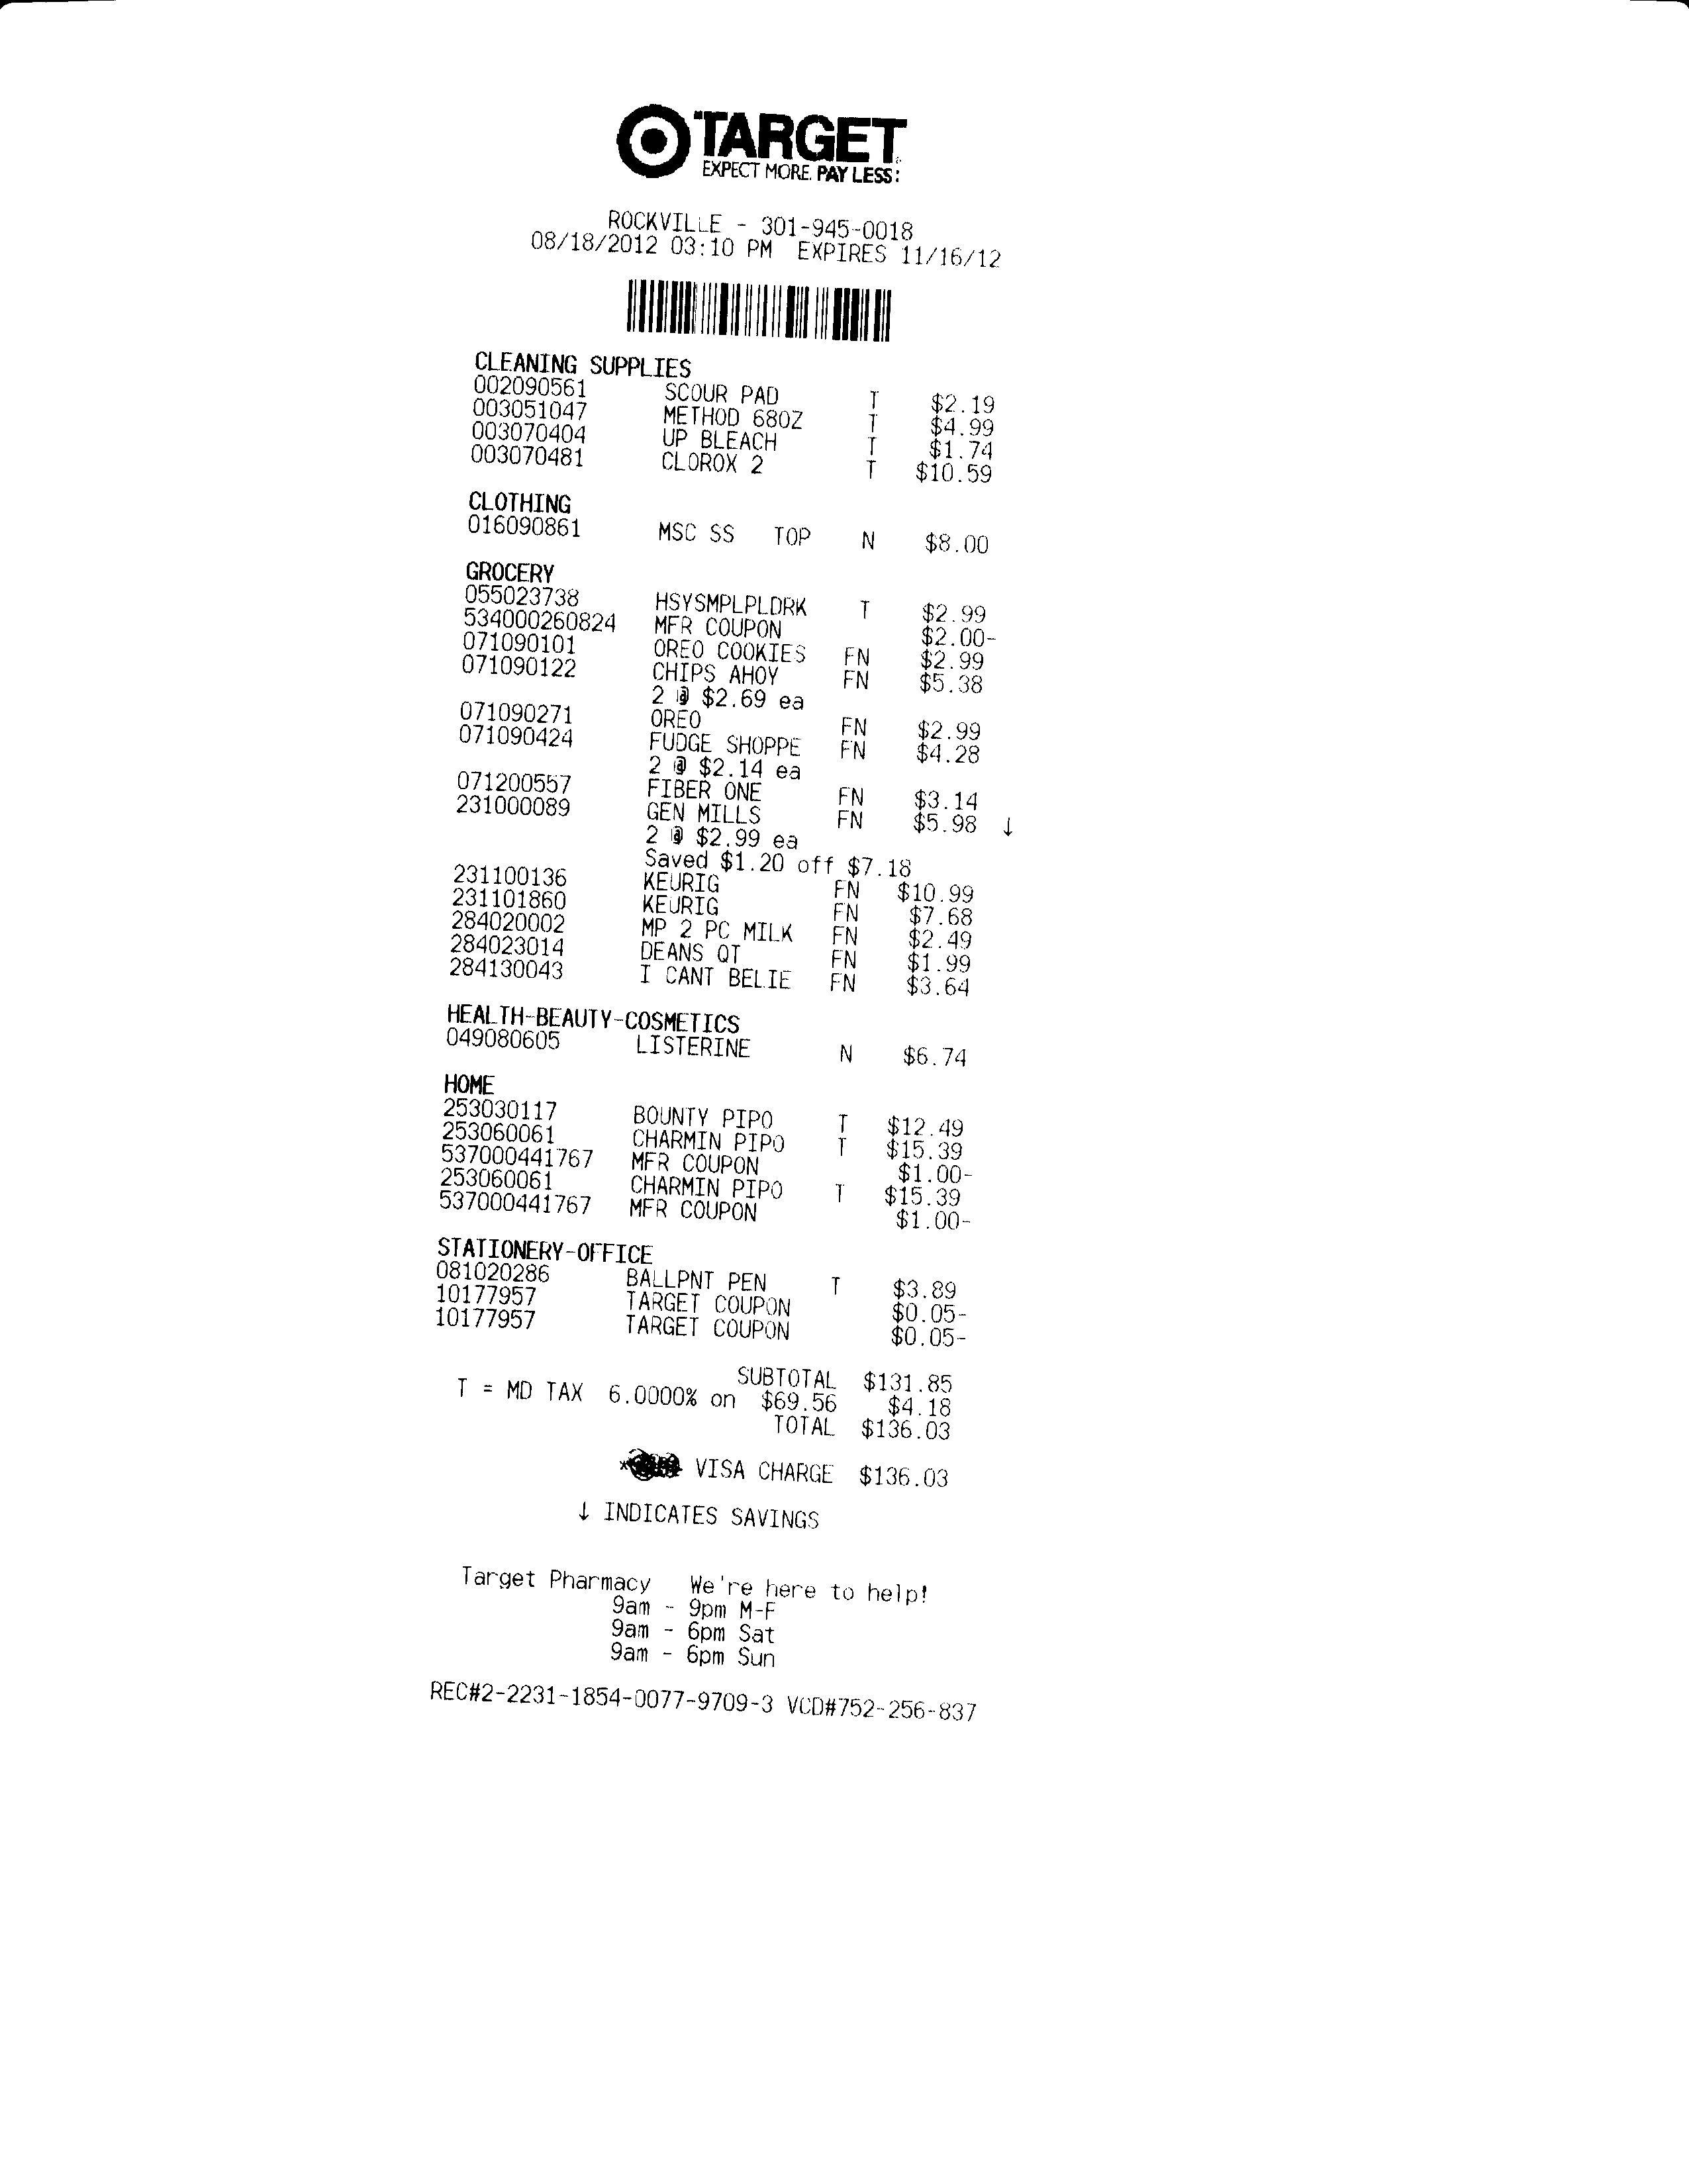 TARGET
EXPECT MORE. PAY LESS.
ROCKVILLE - 301-945-0018
08/18/2012 03:10 PM EXPIRES 11/16/12
CLEANING SUPPLIES
002090561 SCOUR PAD T $2.19
003051047 METHOD 680Z T $4.99
003070404 UP BLEACH T $1.74
003070481 CLOROX 2 T $10.59
CLOTHING
016090861 MSC SS TOP N $8.00
GROCERY
055023738 HSYSMPLPLDRK T $2.99
534000260824 MFR COUPON $2.00-
071090101 OREO COOKIES FN $2.99
071090122 CHIPS AHOY FN $5.38
2 @ $2.69 ea
071090271 OREO FN $2.99
071090424 FUDGE SHOPPE FN $4.28
2 @ $2.14 ea
071200557 FIBER ONE FN $3.14
231000089 GEN MILLS FN $5.98 ↓
2 @ $2.99 ea
Saved $1.20 off $7.18
231100136 KEURIG FN $10.99
231101860 KEURIG FN $7.68
284020002 MP 2 PC MILK FN $2.49
284023014 DEANS QT FN $1.99
284130043 I CANT BELIE FN $3.64
HEALTH-BEAUTY-COSMETICS
049080605 LISTERINE N $6.74
HOME
253030117 BOUNTY PIPO T $12.49
253060061 CHARMIN PIPO T $15.39
537000441767 MFR COUPON $1.00-
253060061 CHARMIN PIPO T $15.39
537000441767 MFR COUPON $1.00-
STATIONERY-OFFICE
081020286 BALLPNT PEN T $3.89
10177957 TARGET COUPON $0.05-
10177957 TARGET COUPON $0.05-
SUBTOTAL $131.85
T = MD TAX 6.0000% on $69.56 $4.18
TOTAL $136.03
* VISA CHARGE $136.03
↓ INDICATES SAVINGS
Target Pharmacy We're here to help!
9am - 9pm M-F
9am - 6pm Sat
9am - 6pm Sun
REC#2-2231-1854-0077-9709-3 VCD#752-256-837